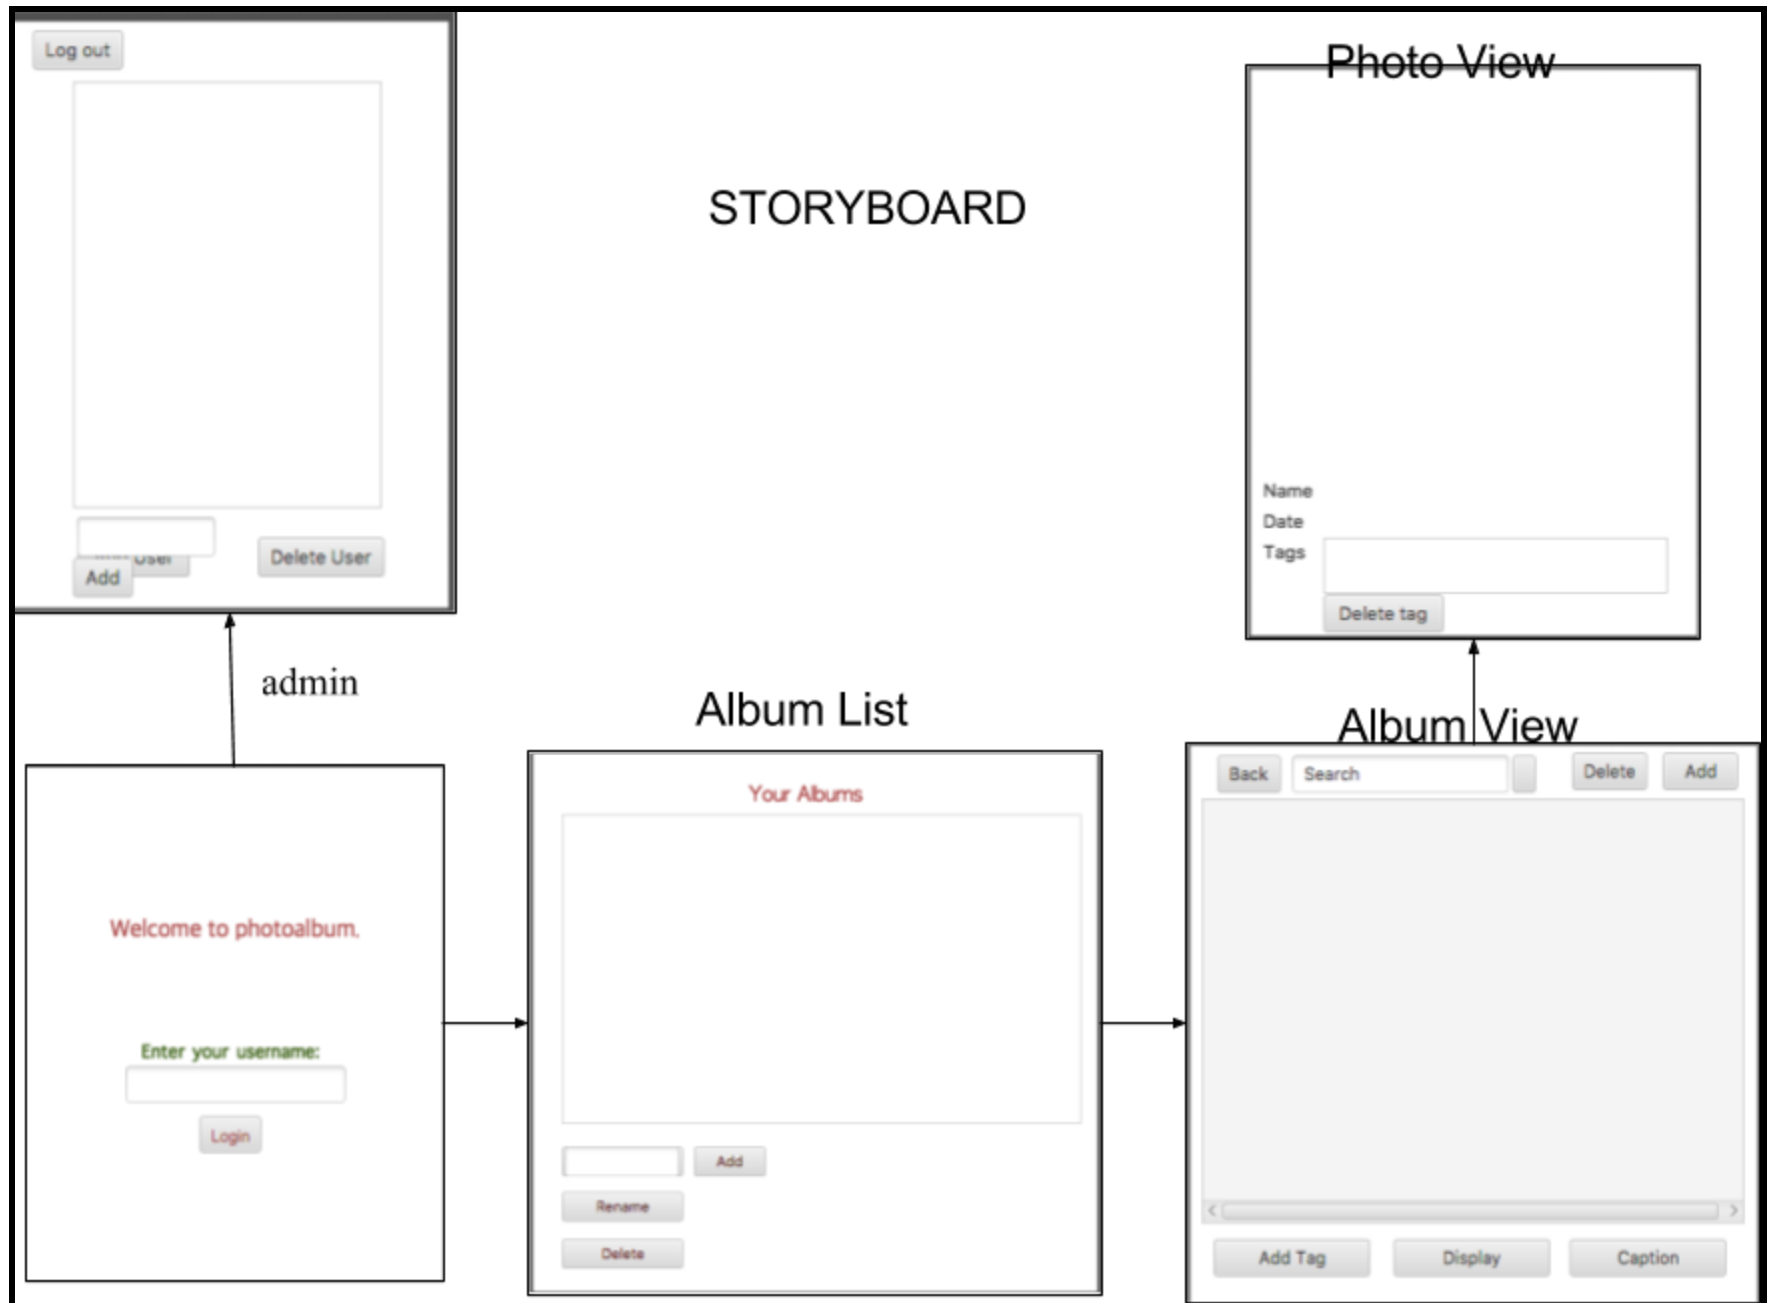 Log out
User
Add
Delete User
admin
STORYBOARD
Photo View
Name
Date
Tags
Delete tag
Welcome to photoalbum.
Enter your username:
Login
Album List
Your Albums
Add
Rename
Delete
Album View
Back
Search
Delete
Add
Add Tag
Display
Caption